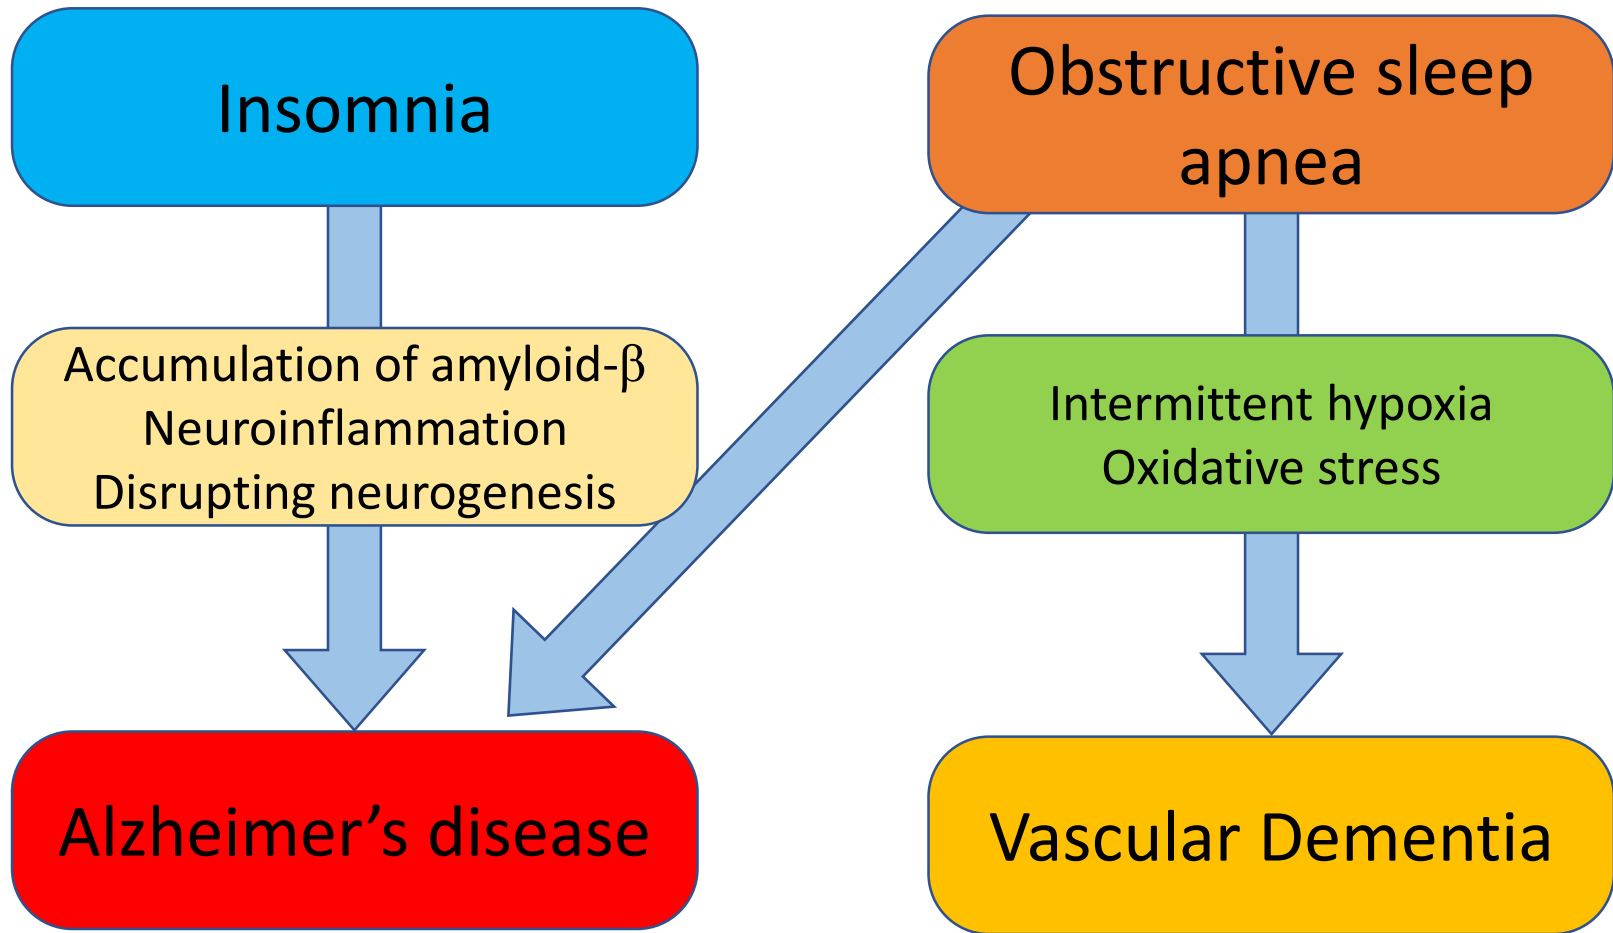 Insomnia
Obstructive sleep
apnea
Accumulation of amyloid-β
Neuroinflammation
Disrupting neurogenesis
Intermittent hypoxia
Oxidative stress
Alzheimer’s disease
Vascular Dementia